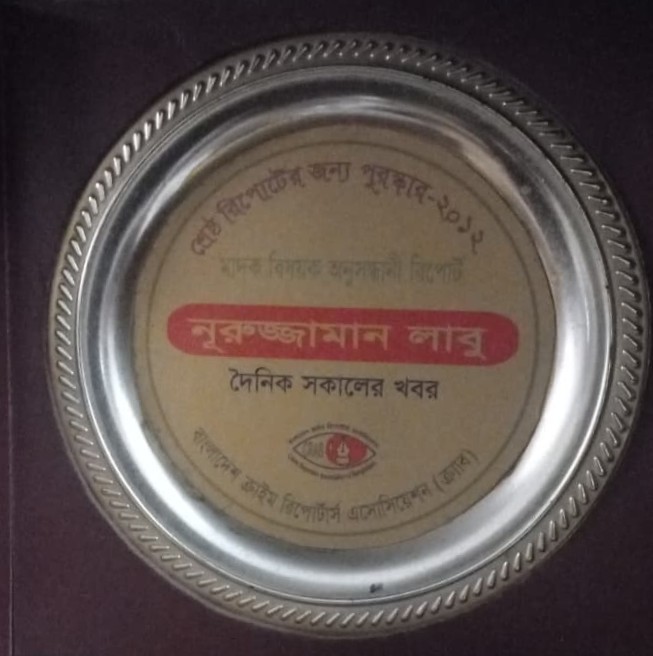 শ্রেষ্ঠ রিপোর্টের জন্য পুরস্কার-২০১২
মাদক বিষয়ক অনুসন্ধানী রিপোর্ট
নূরুজ্জামান লাবু
দৈনিক সকালের খবর
বাংলাদেশ ক্রাইম রিপোর্টার্স এসোসিয়েশন (ক্র্যাব)